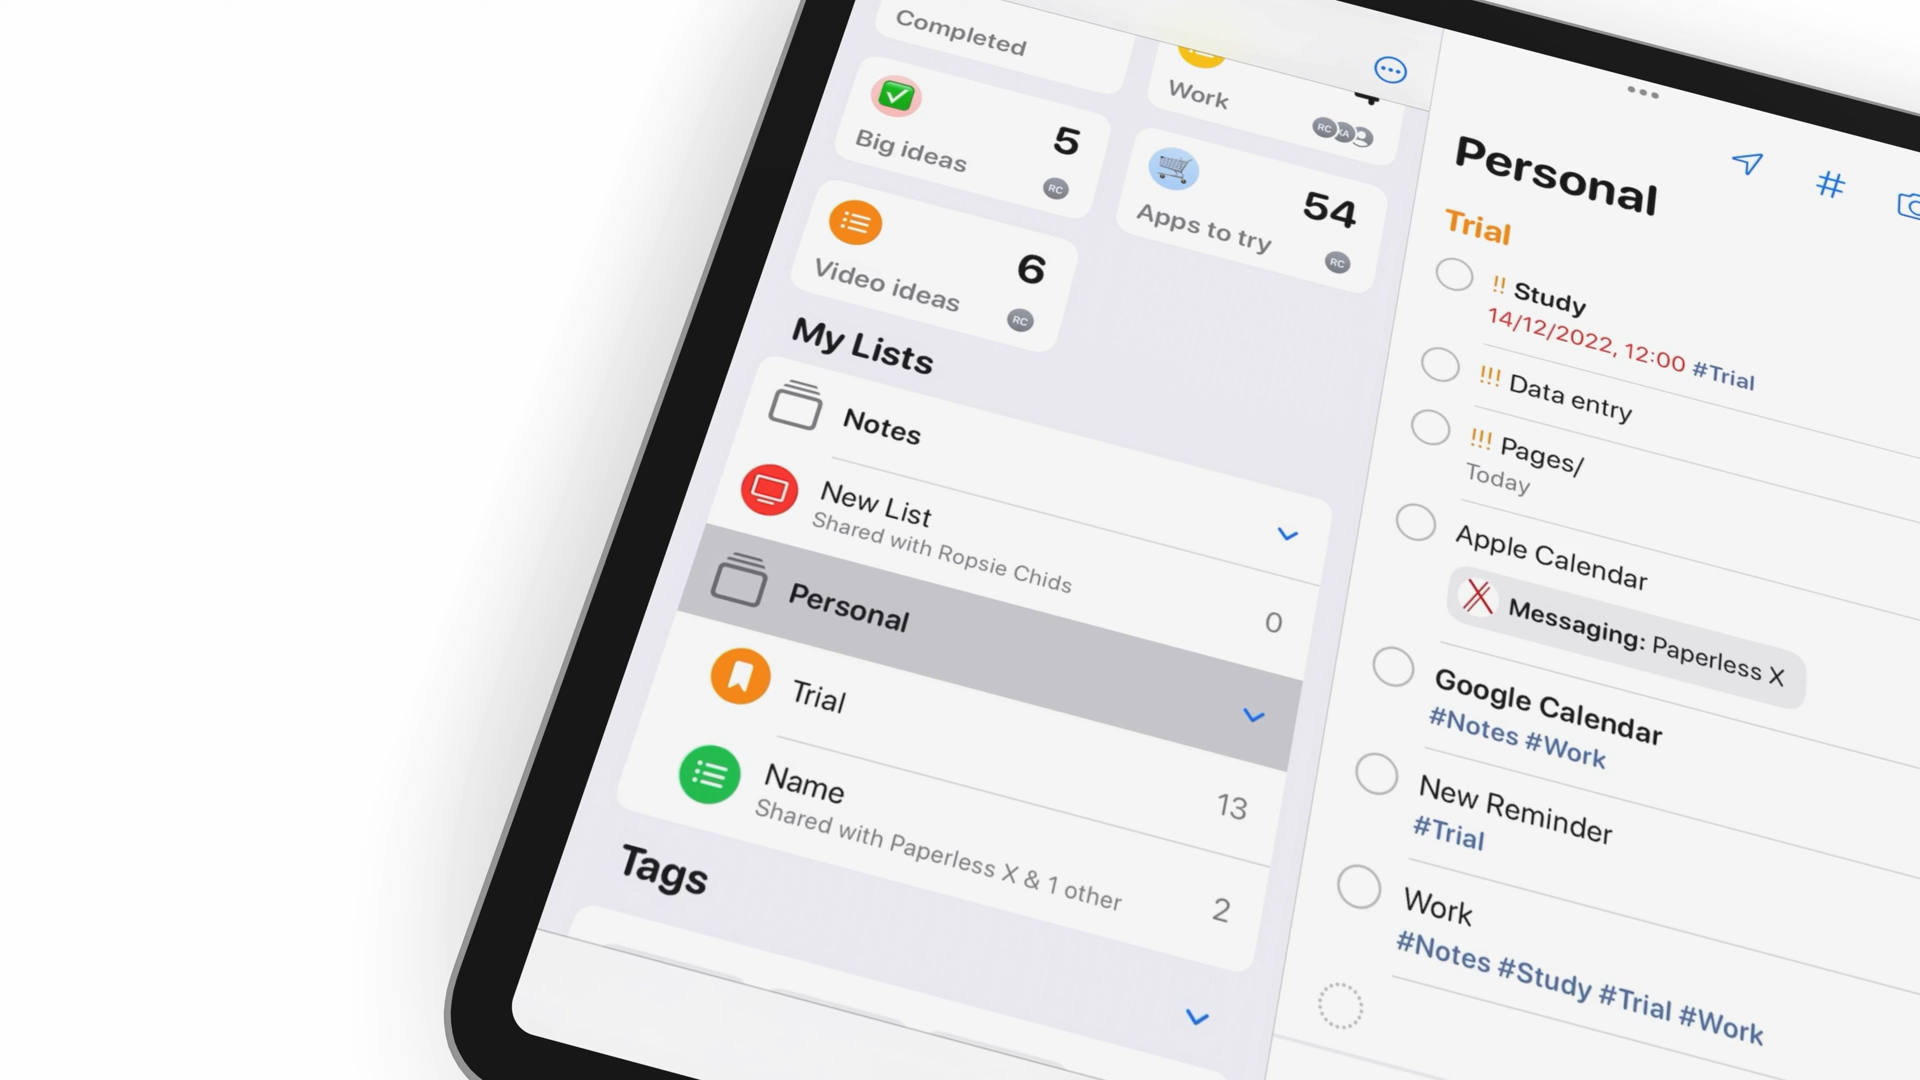 Completed
Work
4
RC XA
Big ideas
5
RC
Apps to try
54
RC
Video ideas
6
RC
My Lists
Notes
New List
Shared with Ropsie Chids
0
Personal
Trial
13
Name
Shared with Paperless X & 1 other
2
Tags
Personal
#
Trial
!! Study
14/12/2022, 12:00 #Trial
!!! Data entry
!!! Pages/
Today
Apple Calendar
Messaging: Paperless X
Google Calendar
#Notes #Work
New Reminder
#Trial
Work
#Notes #Study #Trial #Work